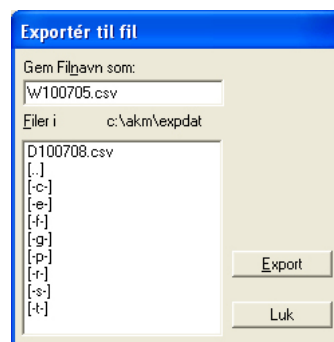 Exportér til fil
Gem Filnavn som:
W100705.csv
Filer i c:\akm\expdat
D100708.csv
[..]
[-c-]
[-e-]
[-f-]
[-g-]
[-p-]
[-r-]
[-s-]
[-t-]
Export
Luk